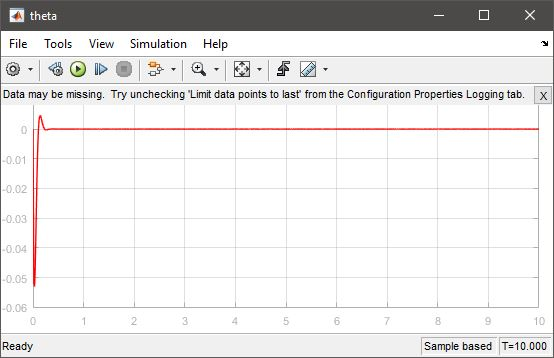 theta
File Tools View Simulation Help
Data may be missing. Try unchecking 'Limit data points to last' from the Configuration Properties Logging tab. X
0
-0.01
-0.02
-0.03
-0.04
-0.05
-0.06
0 1 2 3 4 5 6 7 8 9 10
Ready Sample based T=10.000